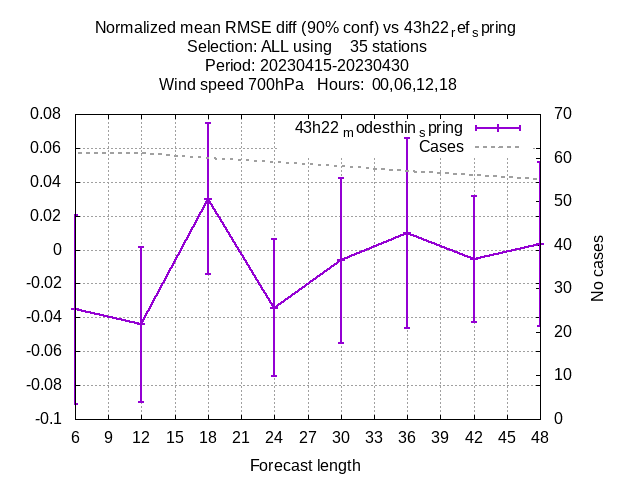 Normalized mean RMSE diff (90% conf) vs 43h22refspring
Selection: ALL using 35 stations
Period: 20230415-20230430
Wind speed 700hPa Hours: 00,06,12,18
43h22modesthinspring
Cases
0.08
0.06
0.04
0.02
0
-0.02
-0.04
-0.06
-0.08
-0.1
70
60
50
40
30
20
10
0
No cases
6 9 12 15 18 21 24 27 30 33 36 39 42 45 48
Forecast length